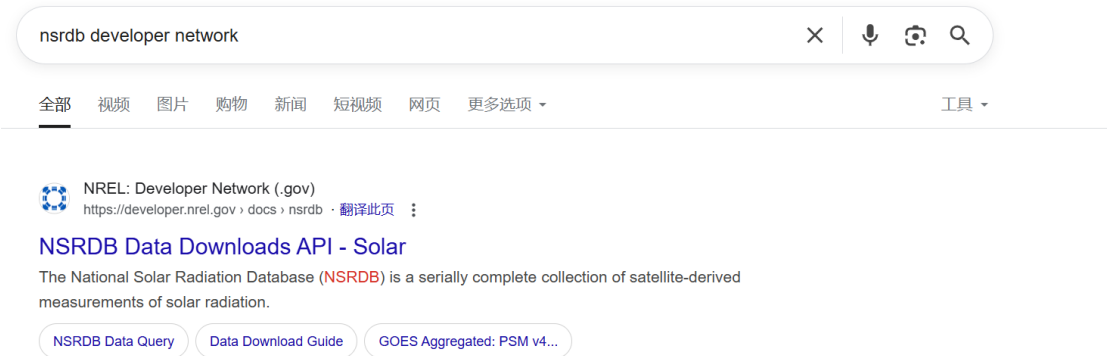 nsrdb developer network
全部 视频 图片 购物 新闻 短视频 网页 更多选项 工具
NREL: Developer Network (.gov)
https://developer.nrel.gov › docs › nsrdb · 翻译此页
NSRDB Data Downloads API - Solar
The National Solar Radiation Database (NSRDB) is a serially complete collection of satellite-derived
measurements of solar radiation.
NSRDB Data Query Data Download Guide GOES Aggregated: PSM v4...